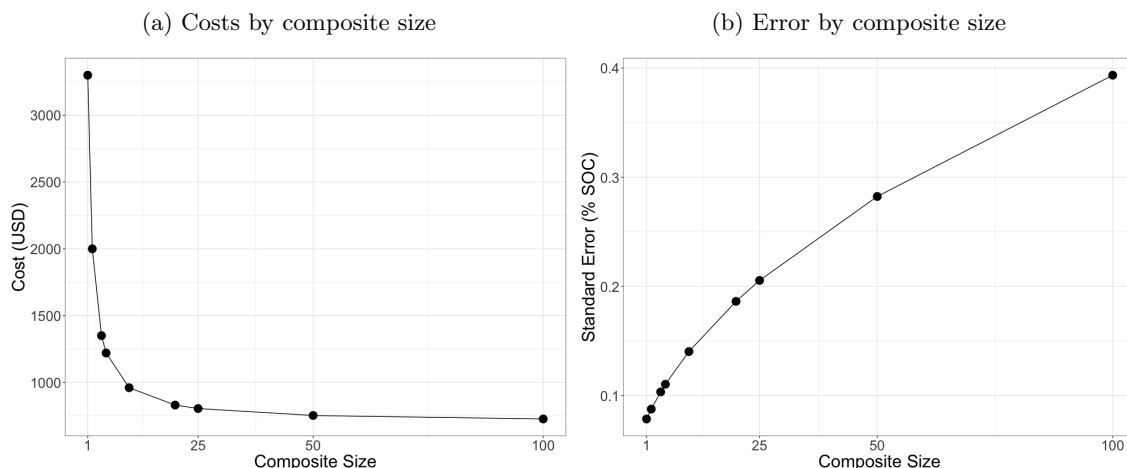 (a) Costs by composite size
3000
2500
2000
1500
1000
Cost (USD)
1 25 50 100
Composite Size
(b) Error by composite size
0.4
0.3
0.2
0.1
Standard Error (% SOC)
1 25 50 100
Composite Size